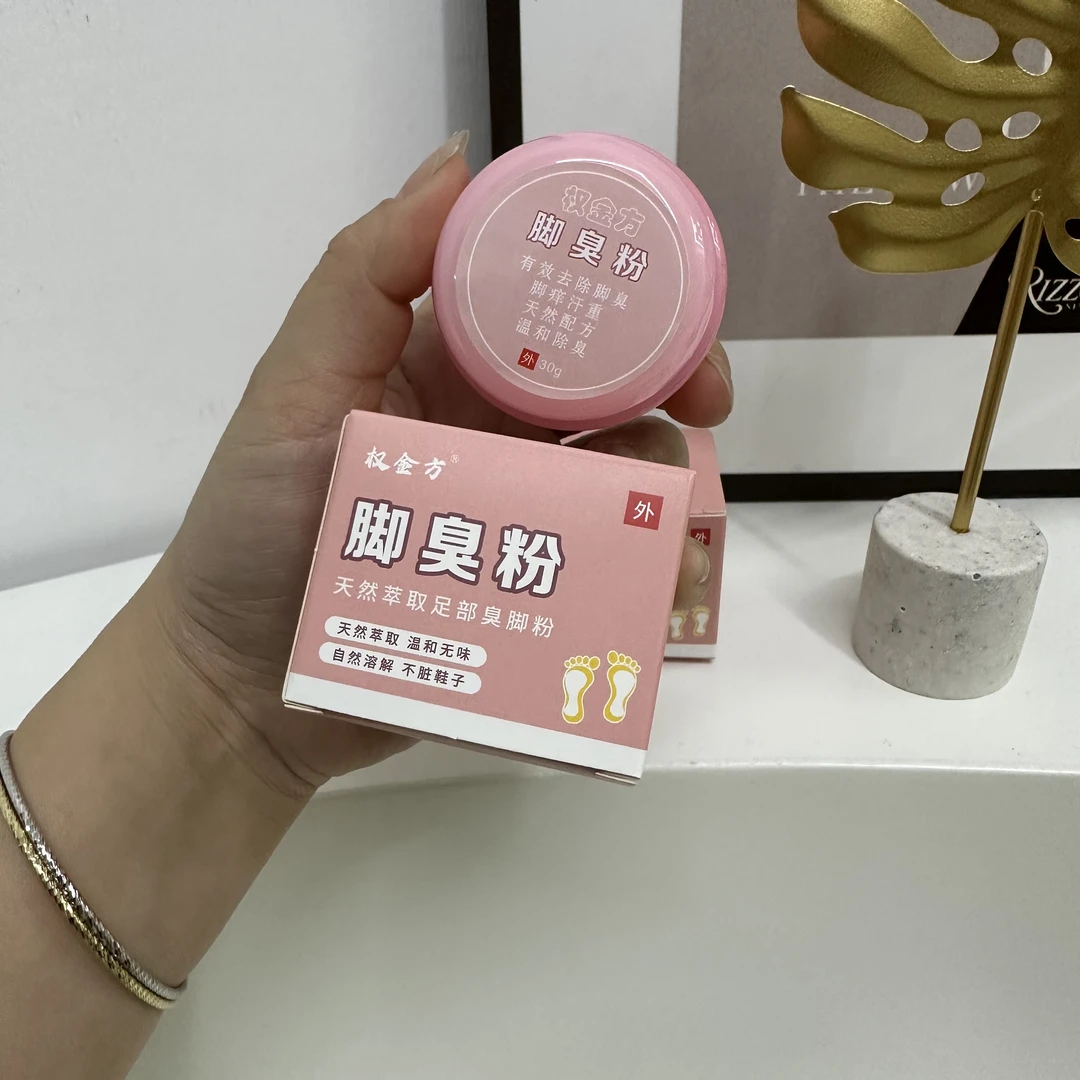 权金方
脚臭粉
有效去除脚臭
脚痒汗重
天然配方
温和除臭
外 30g
权金方®
外
脚臭粉
天然萃取足部臭脚粉
天然萃取 温和无味
自然溶解 不脏鞋子
外
THE
W
RIZZ